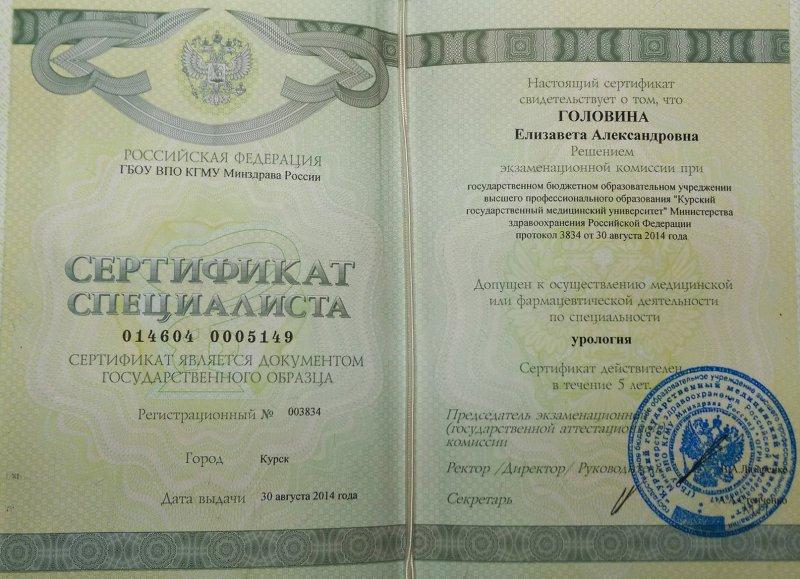 РОССИЙСКАЯ ФЕДЕРАЦИЯ
ГБОУ ВПО КГМУ Минздрава России
СЕРТИФИКАТ
СПЕЦИАЛИСТА
014604 0005149
СЕРТИФИКАТ ЯВЛЯЕТСЯ ДОКУМЕНТОМ
ГОСУДАРСТВЕННОГО ОБРАЗЦА
Регистрационный № 003834
Город Курск
Дата выдачи 30 августа 2014 года
Настоящий сертификат
свидетельствует о том, что
ГОЛОВИНА
Елизавета Александровна
Решением
экзаменационной комиссии при
государственном бюджетном образовательном учреждении
высшего профессионального образования "Курский
государственный медицинский университет" Министерства
здравоохранения Российской Федерации
протокол 3834 от 30 августа 2014 года
Допущен к осуществлению медицинской
или фармацевтической деятельности
по специальности
урология
Сертификат действителен
в течение 5 лет.
Председатель экзаменационной
(государственной аттестацио
комиссии
Ректор /Директор/ Руководитель
Секретарь